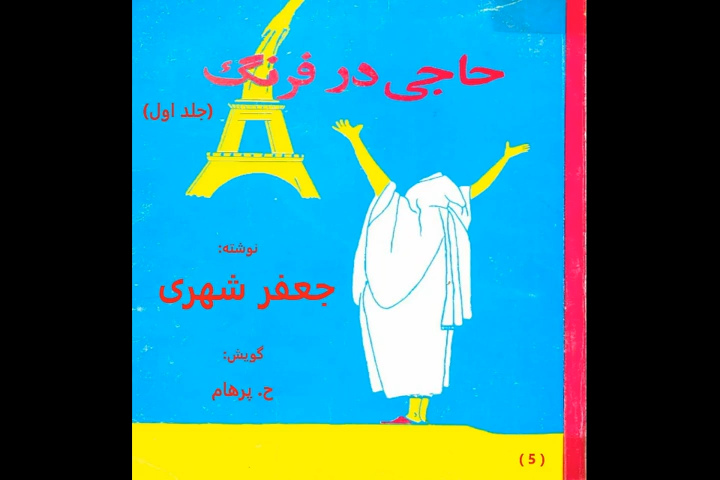 حاجی در فرنگ
(جلد اول)
نوشته:
جعفر شهری
گویش:
ح. پرهام
( 5 )